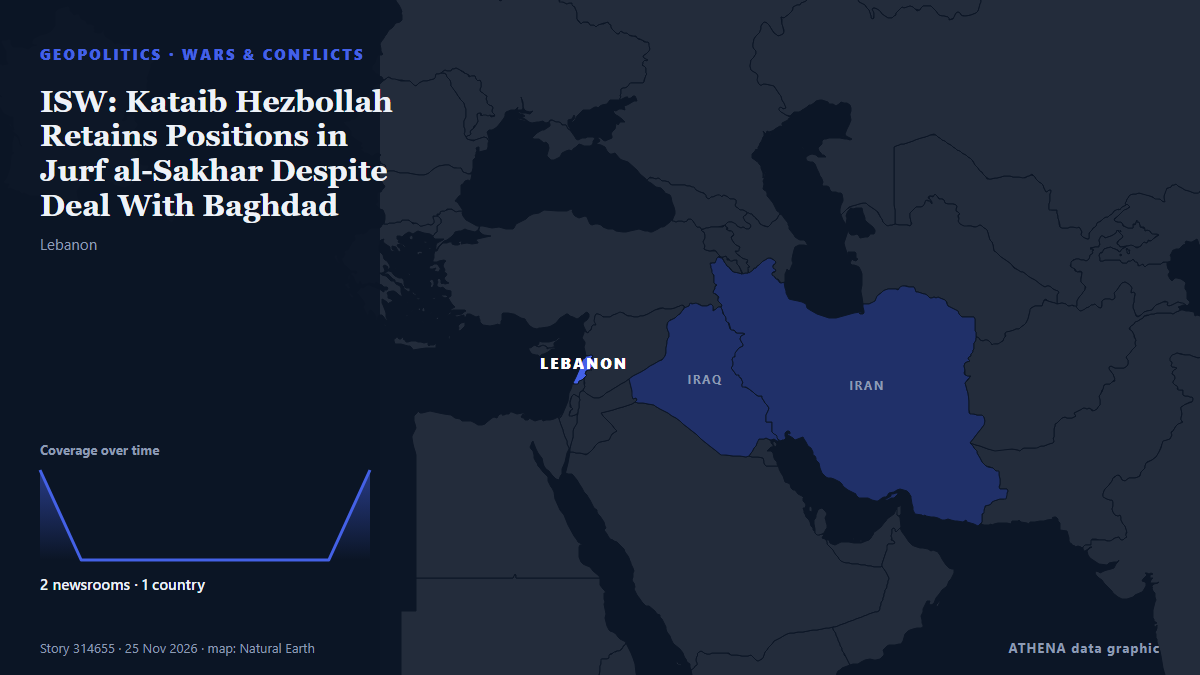 GEOPOLITICS · WARS & CONFLICTS
ISW: Kataib Hezbollah
Retains Positions in
Jurf al-Sakhar Despite
Deal With Baghdad
Lebanon
LEBANON
IRAQ
IRAN
Coverage over time
2 newsrooms · 1 country
Story 314655 · 25 Nov 2026 · map: Natural Earth
ATHENA data graphic